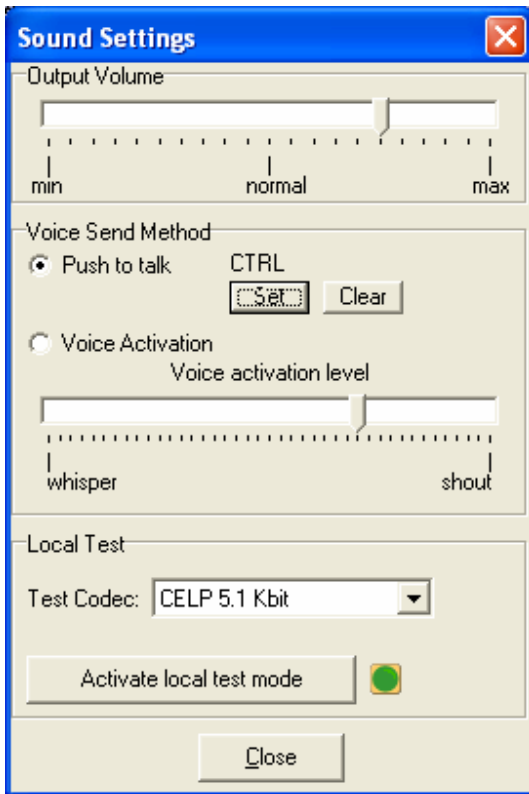 Sound Settings
Output Volume
min normal max
Voice Send Method
Push to talk CTRL
Set Clear
Voice Activation
Voice activation level
whisper shout
Local Test
Test Codec: CELP 5.1 Kbit
Activate local test mode
Close